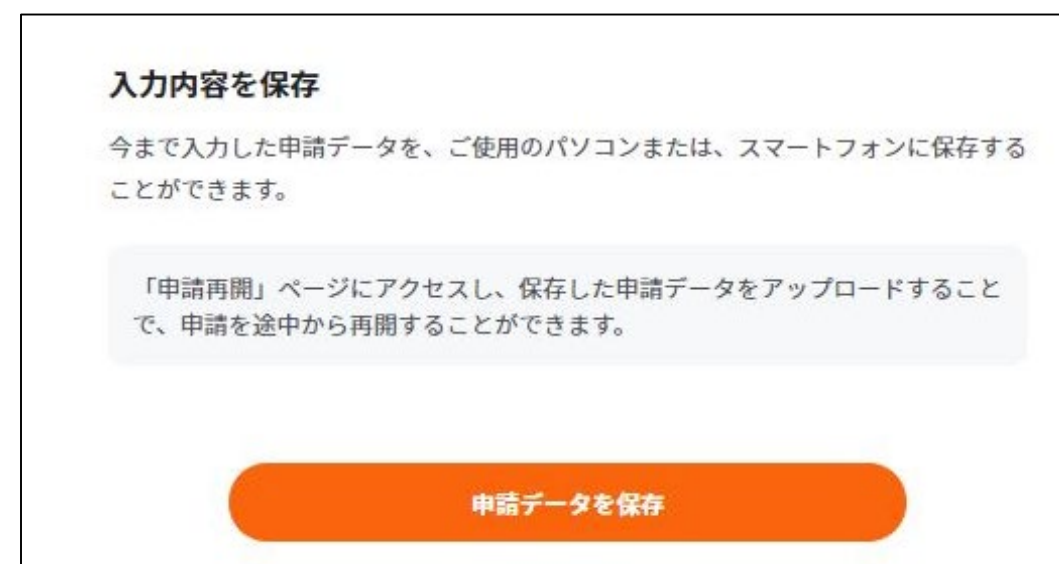 入力内容を保存
今まで入力した申請データを、ご使用のパソコンまたは、スマートフォンに保存する
ことができます。
「申請再開」ページにアクセスし、保存した申請データをアップロードすること
で、申請を途中から再開することができます。
申請データを保存